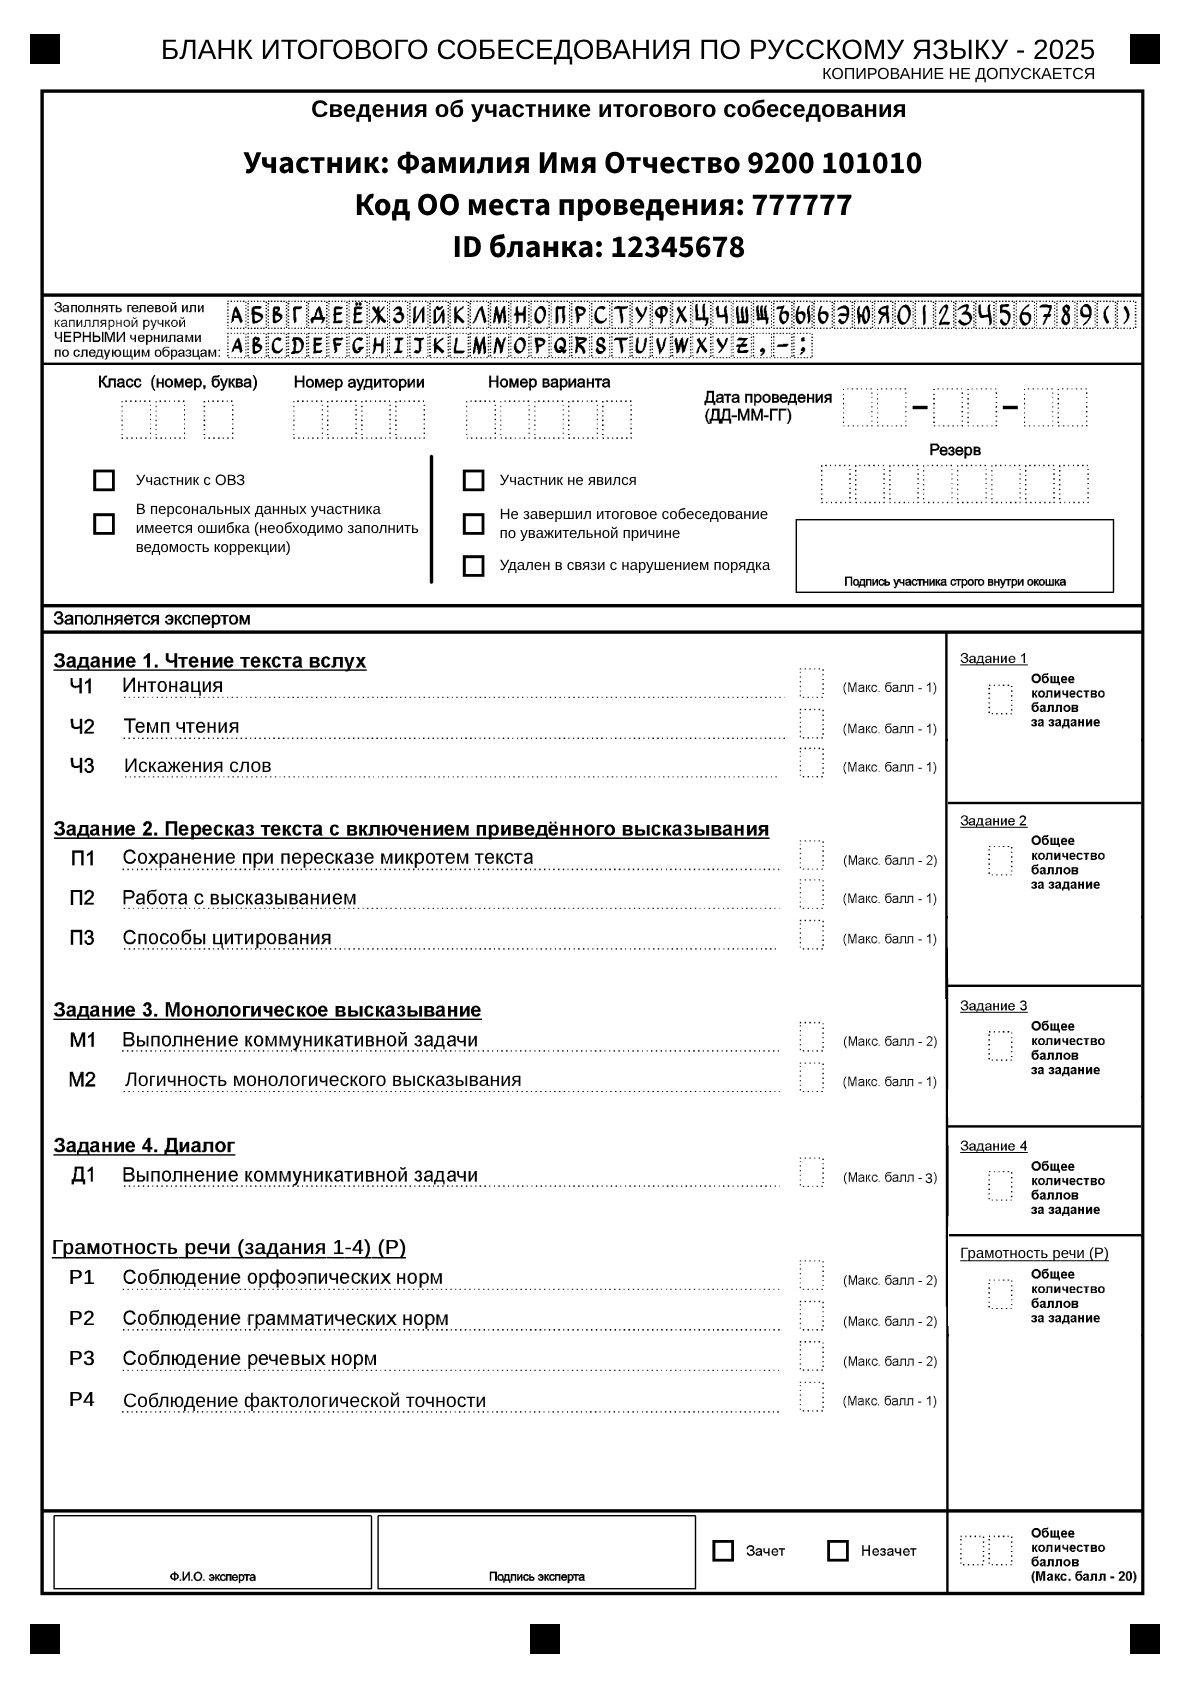 БЛАНК ИТОГОВОГО СОБЕСЕДОВАНИЯ ПО РУССКОМУ ЯЗЫКУ - 2025
КОПИРОВАНИЕ НЕ ДОПУСКАЕТСЯ
Сведения об участнике итогового собеседования
Участник: Фамилия Имя Отчество 9200 101010
Код ОО места проведения: 777777
ID бланка: 12345678
Заполнять гелевой или
капиллярной ручкой
ЧЕРНЫМИ чернилами
по следующим образцам:
А Б В Г Д Е Ё Ж З И Й К Л М Н О П Р С Т У Ф Х Ц Ч Ш Щ Ъ Ы Ь Э Ю Я 0 1 2 3 4 5 6 7 8 9 ( )
A B C D E F G H I J K L M N O P Q R S T U V W X Y Z , - ;
Класс (номер, буква)
Номер аудитории
Номер варианта
Дата проведения
(ДД-ММ-ГГ)
Резерв
Участник с ОВЗ
В персональных данных участника
имеется ошибка (необходимо заполнить
ведомость коррекции)
Участник не явился
Не завершил итоговое собеседование
по уважительной причине
Удален в связи с нарушением порядка
Подпись участника строго внутри окошка
Заполняется экспертом
Задание 1. Чтение текста вслух
Ч1 Интонация (Макс. балл - 1)
Ч2 Темп чтения (Макс. балл - 1)
Ч3 Искажения слов (Макс. балл - 1)
Задание 1
Общее
количество
баллов
за задание
Задание 2. Пересказ текста с включением приведённого высказывания
П1 Сохранение при пересказе микротем текста (Макс. балл - 2)
П2 Работа с высказыванием (Макс. балл - 1)
П3 Способы цитирования (Макс. балл - 1)
Задание 2
Общее
количество
баллов
за задание
Задание 3. Монологическое высказывание
М1 Выполнение коммуникативной задачи (Макс. балл - 2)
М2 Логичность монологического высказывания (Макс. балл - 1)
Задание 3
Общее
количество
баллов
за задание
Задание 4. Диалог
Д1 Выполнение коммуникативной задачи (Макс. балл - 3)
Задание 4
Общее
количество
баллов
за задание
Грамотность речи (задания 1-4) (Р)
Р1 Соблюдение орфоэпических норм (Макс. балл - 2)
Р2 Соблюдение грамматических норм (Макс. балл - 2)
Р3 Соблюдение речевых норм (Макс. балл - 2)
Р4 Соблюдение фактологической точности (Макс. балл - 1)
Грамотность речи (Р)
Общее
количество
баллов
за задание
Ф.И.О. эксперта
Подпись эксперта
Зачет
Незачет
Общее
количество
баллов
(Макс. балл - 20)